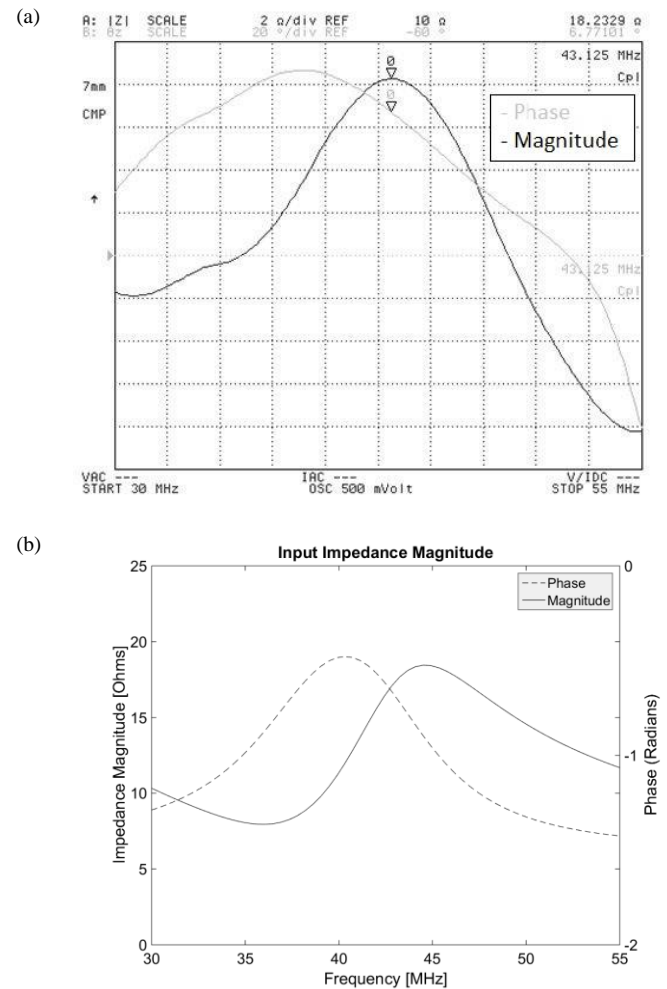 (a)
A: |Z| SCALE 2 Ω/div REF 10 Ω 18.2329 Ω
B: θz SCALE 20 °/div REF -60 ° 6.77101 °
43.125 MHz
Cpl
7mm
CMP
0
0
- Phase
- Magnitude
43.125 MHz
Cpl
VAC --- IAC --- V/IDC ---
START 30 MHz OSC 500 mVolt STOP 55 MHz
(b)
Input Impedance Magnitude
Phase
Magnitude
25
20
15
10
5
0
Impedance Magnitude [Ohms]
0
-1
-2
Phase (Radians)
30 35 40 45 50 55
Frequency [MHz]